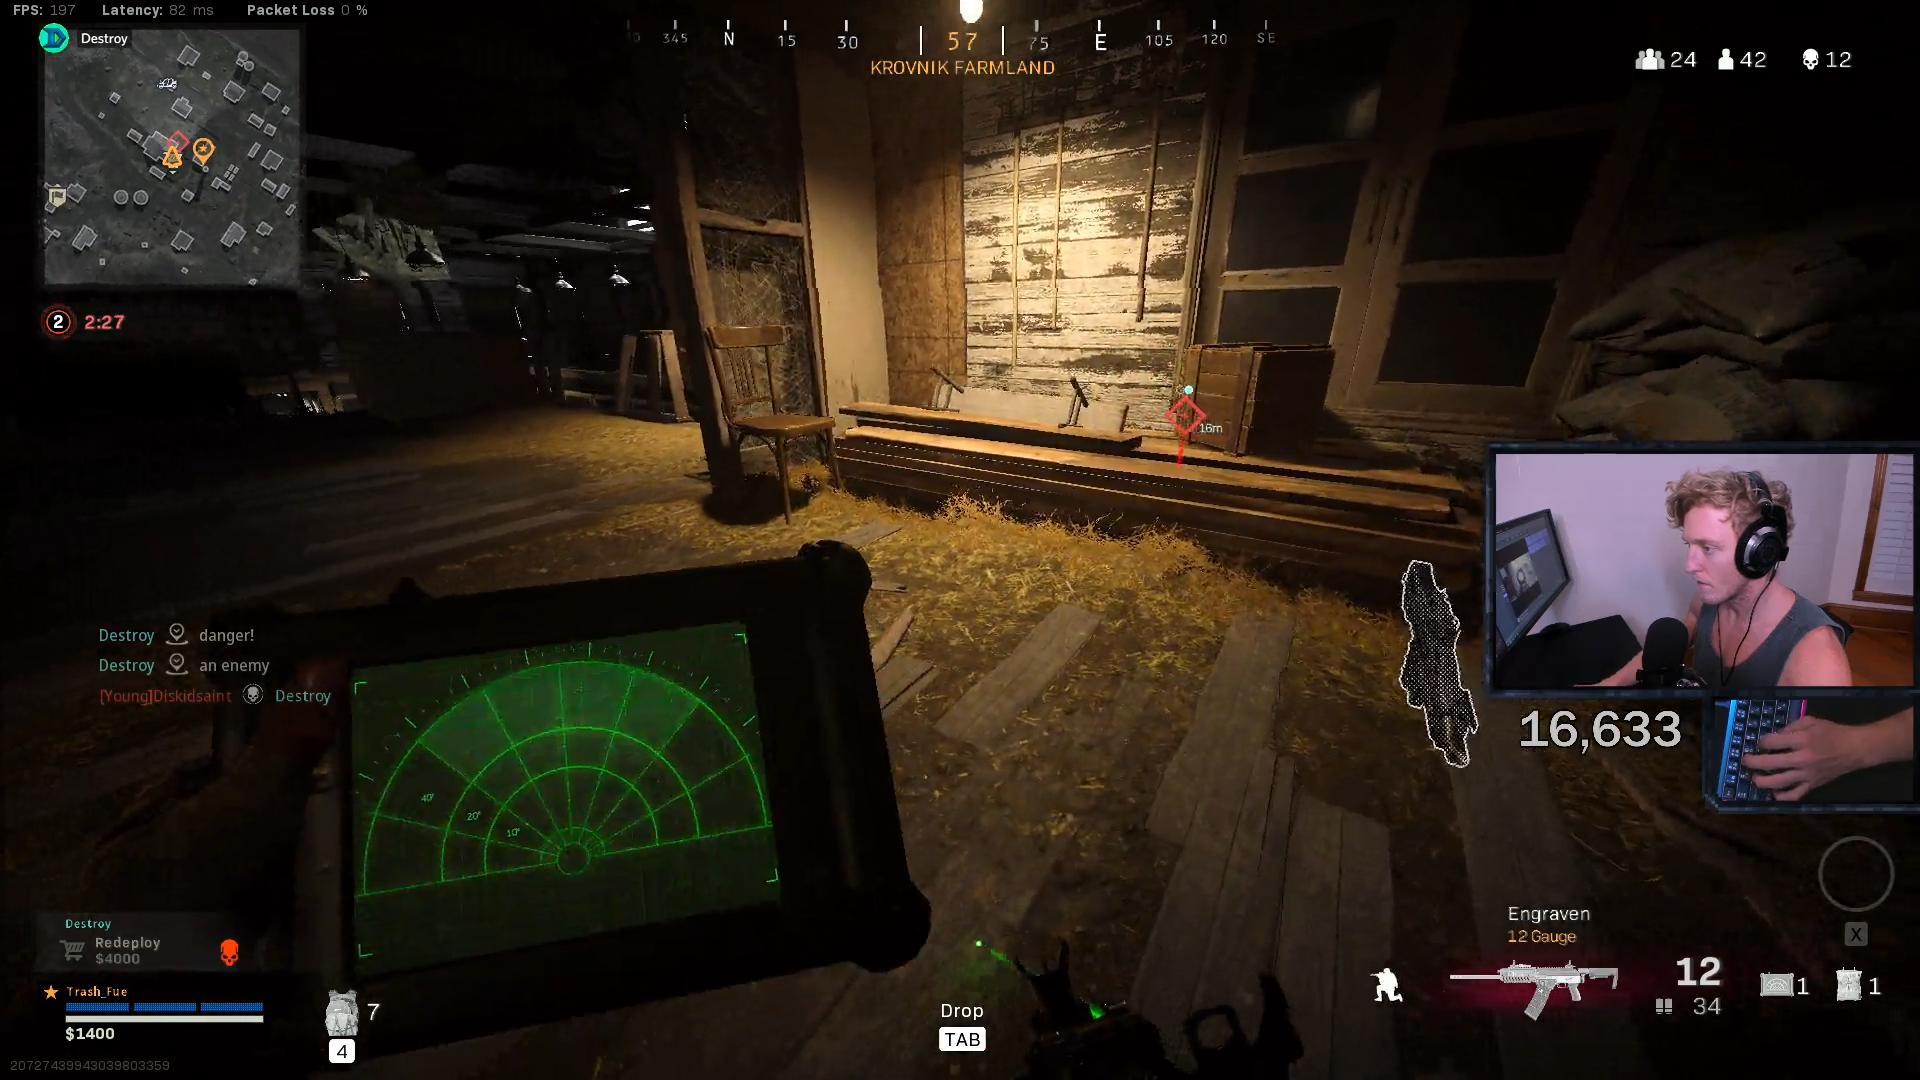 FPS: 197 Latency: 82 ms Packet Loss 0 %
Destroy
345 N 15 30 57 75 E 105 120 SE
KROVNIK FARMLAND
24 42 12
2 2:27
16m
Destroy danger!
Destroy an enemy
[Young]Diskidsaint Destroy
40°
20°
10°
16,633
Destroy
Redeploy
$4000
Trash_Fue
$1400
7
4
Drop
TAB
Engraven
12 Gauge
X
12
34
1
1
20727439943039803359